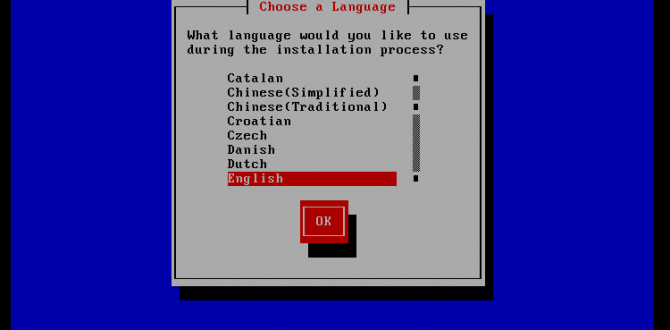 Choose a Language
What language would you like to use
during the installation process?
Catalan
Chinese(Simplified)
Chinese(Traditional)
Croatian
Czech
Danish
Dutch
English
OK